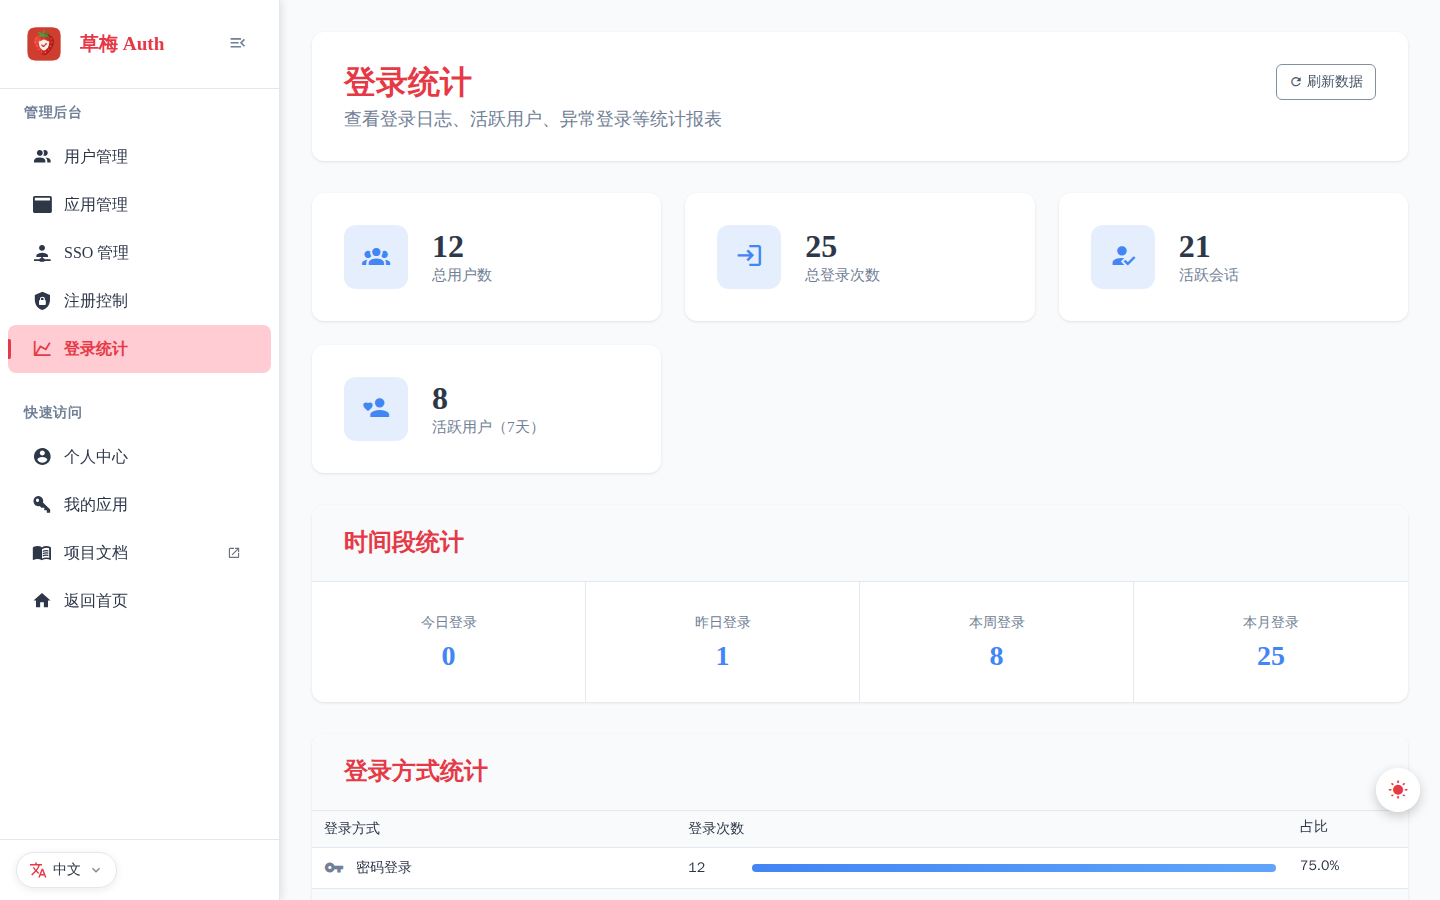 草梅 Auth
管理后台
用户管理
应用管理
SSO 管理
注册控制
登录统计
快速访问
个人中心
我的应用
项目文档
返回首页
中文
登录统计
查看登录日志、活跃用户、异常登录等统计报表
刷新数据
12
总用户数
25
总登录次数
21
活跃会话
8
活跃用户（7天）
时间段统计
今日登录
0
昨日登录
1
本周登录
8
本月登录
25
登录方式统计
登录方式 登录次数 占比
密码登录 12 75.0%